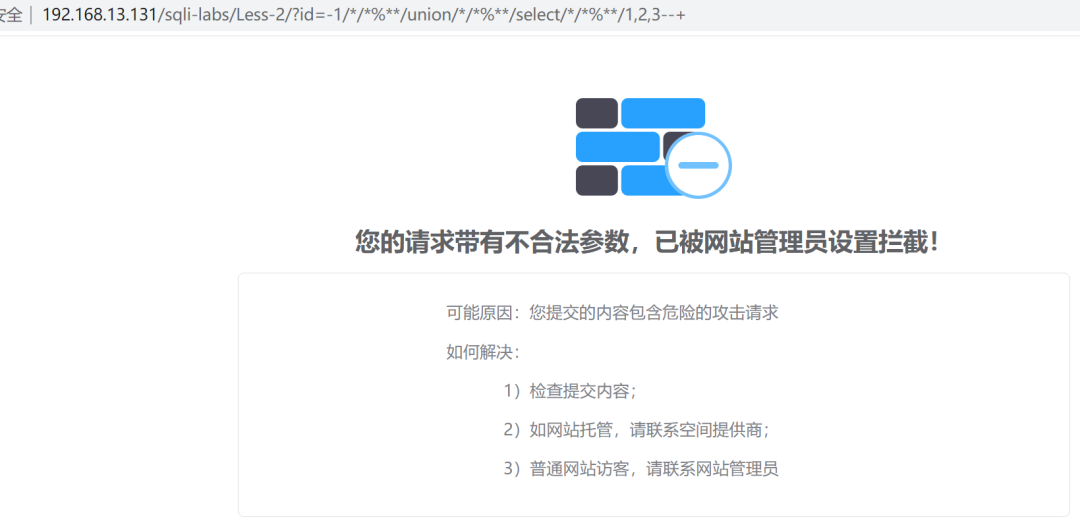 安全 | 192.168.13.131/sqli-labs/Less-2/?id=-1/*/*%**/union/*/*%**/select/*/*%**/1,2,3--+
您的请求带有不合法参数，已被网站管理员设置拦截！
可能原因：您提交的内容包含危险的攻击请求
如何解决：
1）检查提交内容；
2）如网站托管，请联系空间提供商；
3）普通网站访客，请联系网站管理员